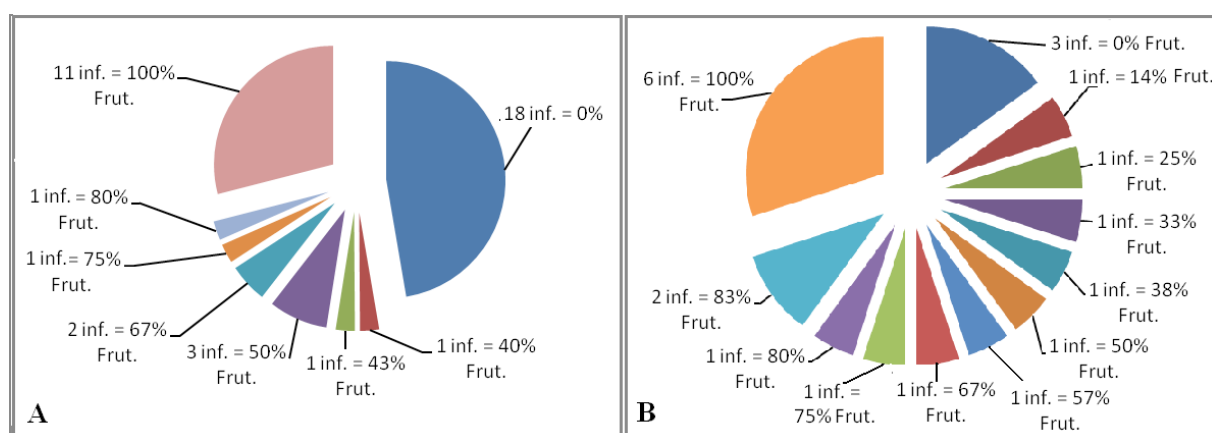 11 inf. = 100%
Frut.
18 inf. = 0%
1 inf. = 80%
Frut.
1 inf. = 75%
Frut.
2 inf. = 67%
Frut.
3 inf. = 50%
Frut.
1 inf. = 43%
Frut.
1 inf. = 40%
Frut.
A
3 inf. = 0% Frut.
1 inf. = 14% Frut.
1 inf. = 25%
Frut.
1 inf. = 33%
Frut.
1 inf. = 38%
Frut.
1 inf. = 50%
Frut.
1 inf. = 57%
Frut.
1 inf. = 67%
Frut.
1 inf. =
75% Frut.
1 inf. = 80%
Frut.
2 inf. = 83%
Frut.
6 inf. = 100%
Frut.
B